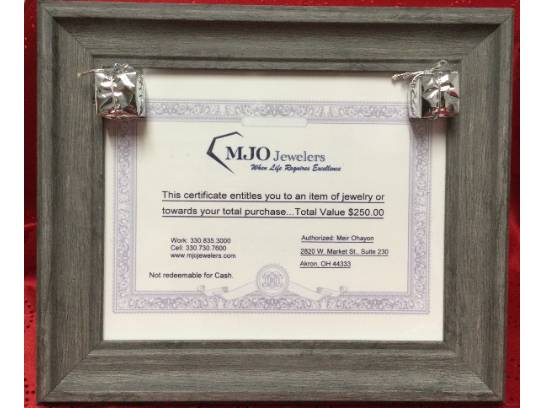 MJO Jewelers
When Life Requires Excellence
This certificate entitles you to an item of jewelry or
towards your total purchase...Total Value $250.00
Work: 330.835.3000
Cell: 330.730.7600
www.mjojewelers.com
Authorized: Meir Ohayon
2820 W. Market St., Suite 230
Akron, OH 44333
Not redeemable for Cash.